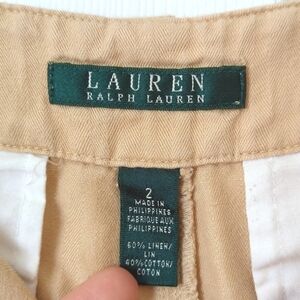 LAUREN
RALPH LAUREN
2
MADE IN
PHILIPPINES
FABRIQUE AUX
PHILIPPINES
60% LINEN/
LIN
40% COTTON/
COTON